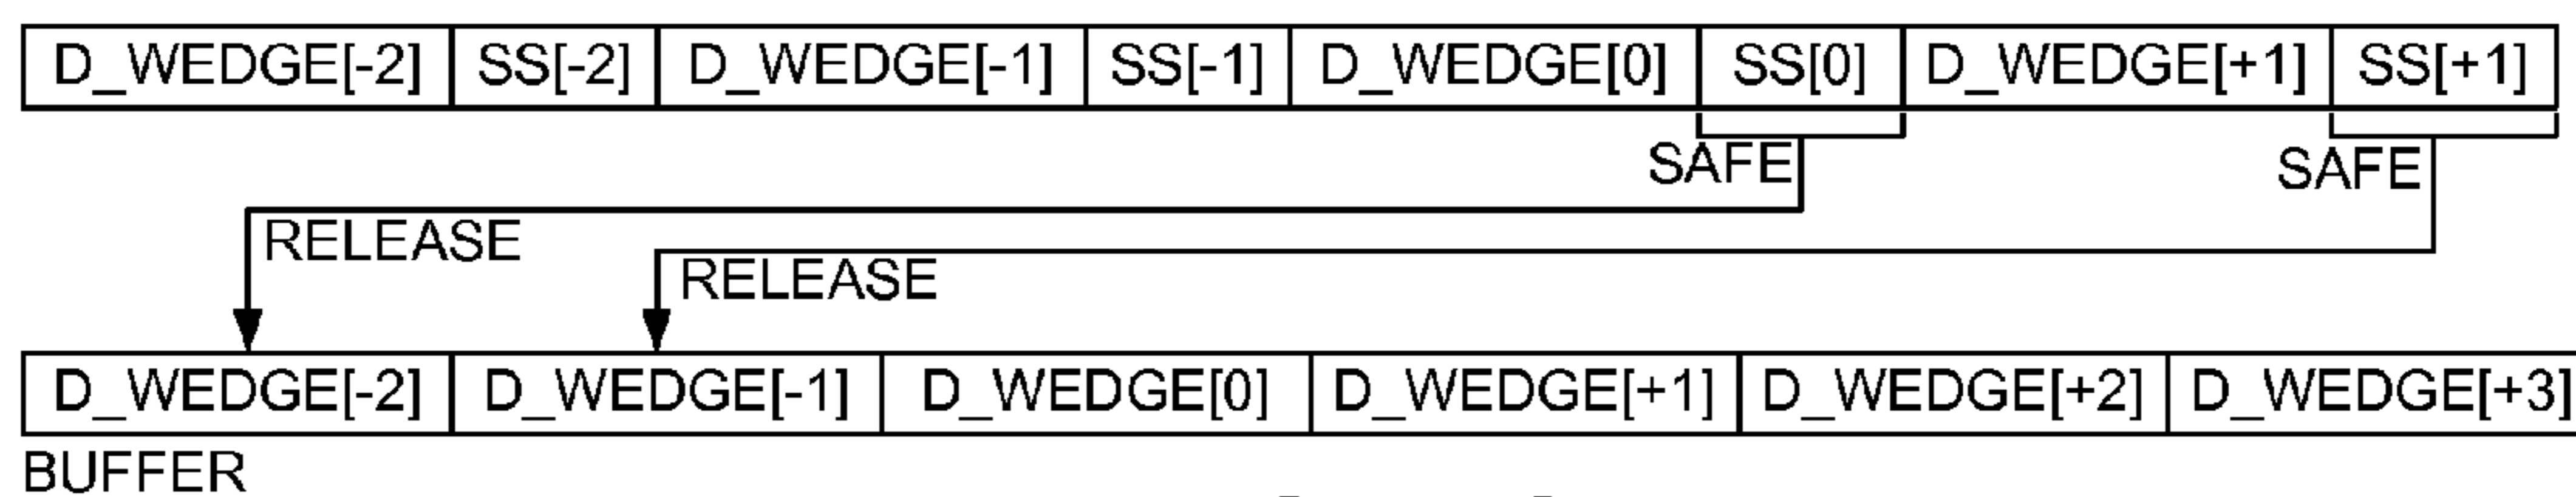 D_WEDGE[-2] SS[-2] D_WEDGE[-1] SS[-1] D_WEDGE[0] SS[0] D_WEDGE[+1] SS[+1]
SAFE SAFE
RELEASE
RELEASE
D_WEDGE[-2] D_WEDGE[-1] D_WEDGE[0] D_WEDGE[+1] D_WEDGE[+2] D_WEDGE[+3]
BUFFER